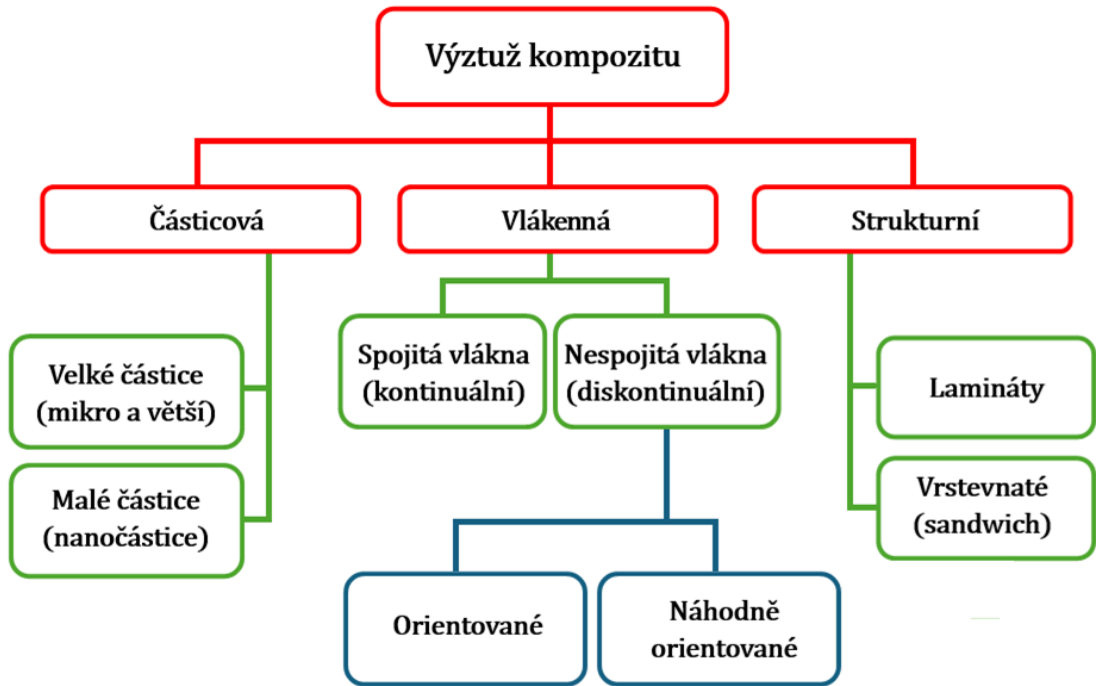 Výztuž kompozitu
Částicová
Vlákenná
Strukturní
Velké částice
(mikro a větší)
Malé částice
(nanočástice)
Spojitá vlákna
(kontinuální)
Nespojitá vlákna
(diskontinuální)
Orientované
Náhodně
orientované
Lamináty
Vrstevnaté
(sandwich)